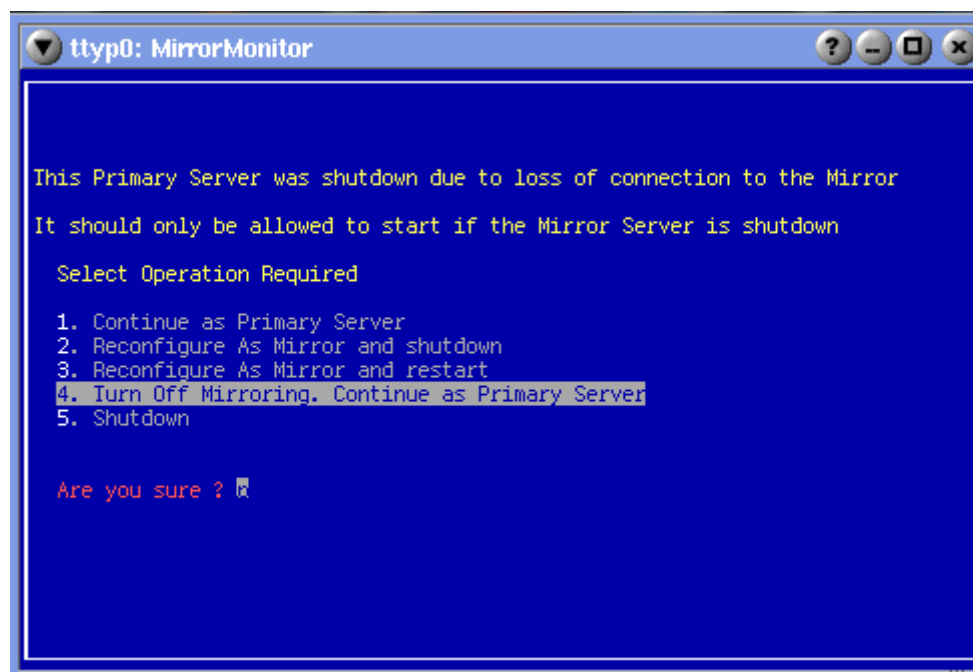 ttyp0: MirrorMonitor
This Primary Server was shutdown due to loss of connection to the Mirror
It should only be allowed to start if the Mirror Server is shutdown
Select Operation Required
1. Continue as Primary Server
2. Reconfigure As Mirror and shutdown
3. Reconfigure As Mirror and restart
4. Turn Off Mirroring. Continue as Primary Server
5. Shutdown
Are you sure ? n